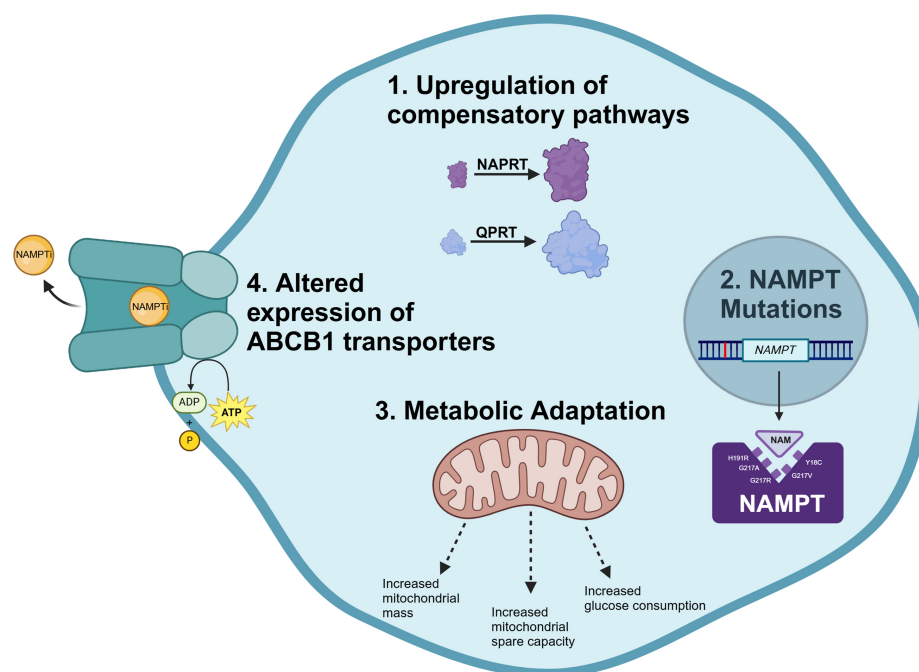 1. Upregulation of
compensatory pathways
NAPRT
QPRT
NAMPTi
NAMPTi
4. Altered
expression of
ABCB1 transporters
ADP
+
P
ATP
2. NAMPT
Mutations
NAMPT
NAM
H191R
G217A
G217R
Y18C
G217V
NAMPT
3. Metabolic Adaptation
Increased
mitochondrial
mass
Increased
mitochondrial
spare capacity
Increased
glucose consumption